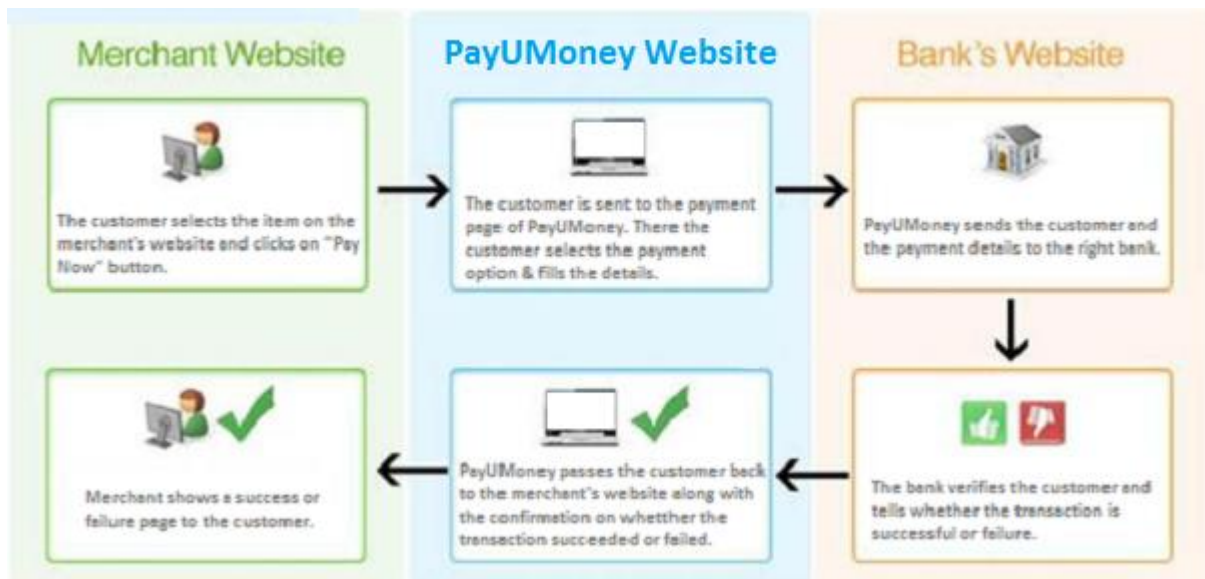 Merchant Website
PayUMoney Website
Bank's Website
The customer selects the item on the
merchant's website and clicks on "Pay
Now" button.
The customer is sent to the payment
page of PayUMoney. There the
customer selects the payment
option & fills the details.
PayUMoney sends the customer and
the payment details to the right bank.
Merchant shows a success or
failure page to the customer.
PayUMoney passes the customer back
to the merchant's website along with
the confirmation on whetther the
transaction succeeded or failed.
The bank verifies the customer and
tells whether the transaction is
successful or failure.